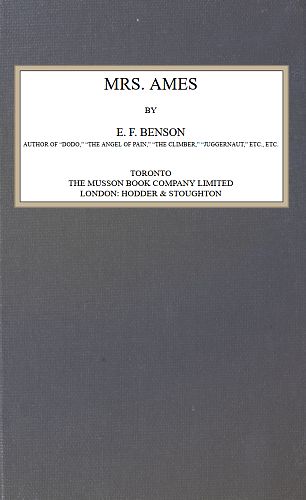 MRS. AMES
BY
E. F. BENSON
AUTHOR OF "DODO," "THE ANGEL OF PAIN," "THE CLIMBER," "JUGGERNAUT," ETC., ETC.
TORONTO
THE MUSSON BOOK COMPANY LIMITED
LONDON: HODDER & STOUGHTON